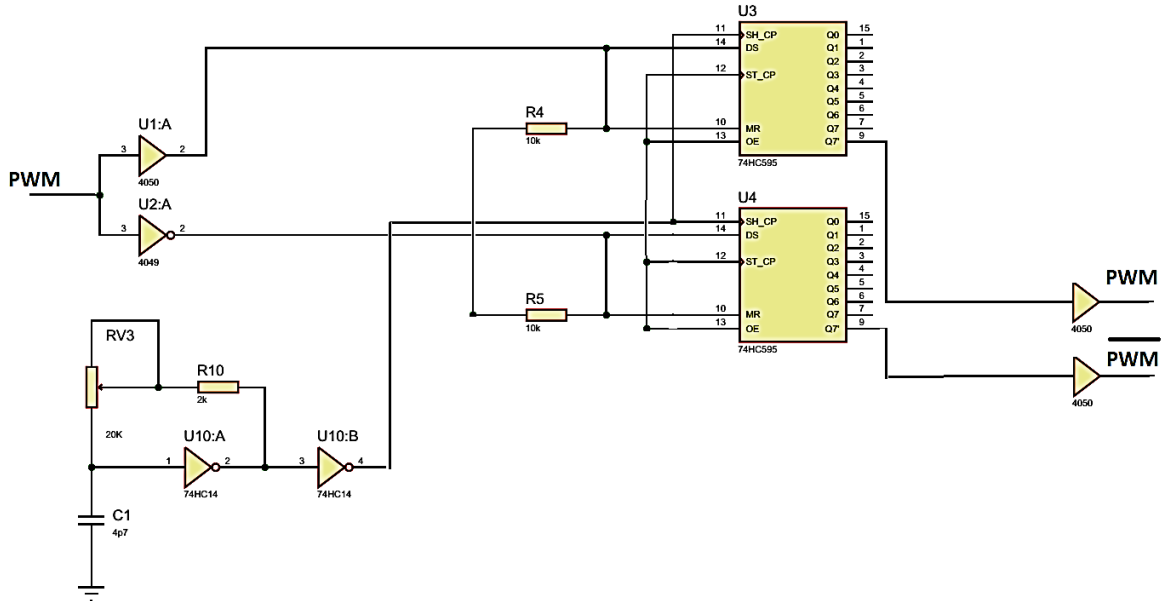 U3
11 SH_CP Q0 15
14 DS Q1 1
Q2 2
12 ST_CP Q3 3
Q4 4
Q5 5
Q6 6
10 MR Q7 7
13 OE Q7' 9
74HC595
R4
10k
U1:A
3 2
4050
PWM
U2:A
3 2
4049
U4
11 SH_CP Q0 15
14 DS Q1 1
Q2 2
12 ST_CP Q3 3
Q4 4
Q5 5
Q6 6
10 MR Q7 7
13 OE Q7' 9
74HC595
R5
10k
PWM
4050
PWM
4050
RV3
20K
R10
2k
U10:A
1 2
74HC14
U10:B
3 4
74HC14
C1
4p7